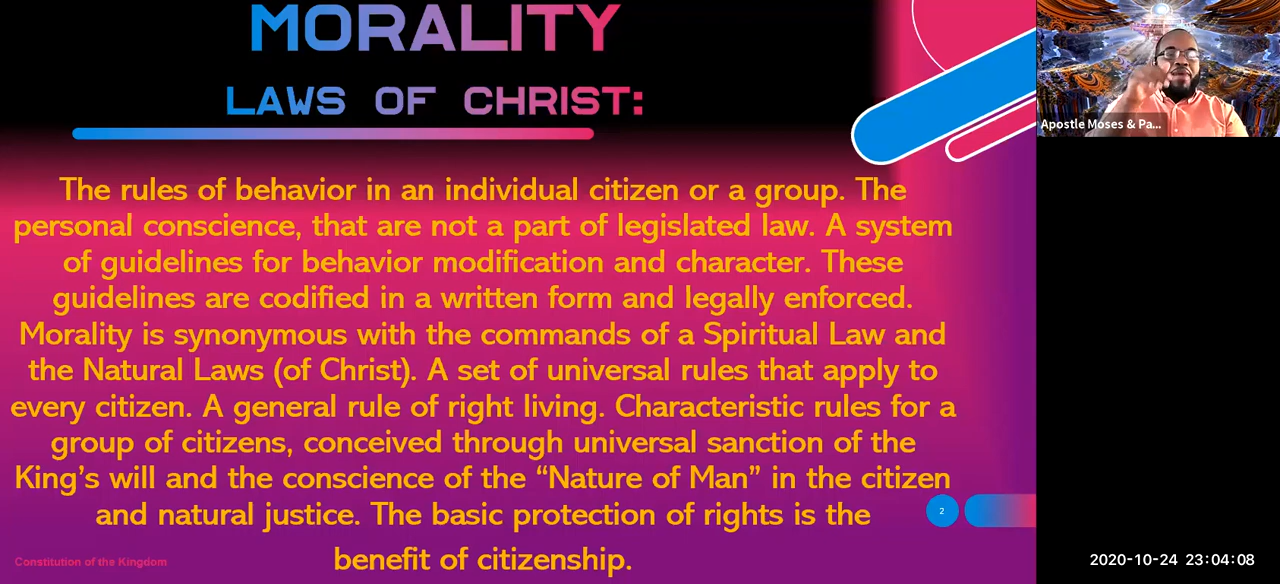 MORALITY
LAWS OF CHRIST:
The rules of behavior in an individual citizen or a group. The
personal conscience, that are not a part of legislated law. A system
of guidelines for behavior modification and character. These
guidelines are codified in a written form and legally enforced.
Morality is synonymous with the commands of a Spiritual Law and
the Natural Laws (of Christ). A set of universal rules that apply to
every citizen. A general rule of right living. Characteristic rules for a
group of citizens, conceived through universal sanction of the
King’s will and the conscience of the “Nature of Man” in the citizen
and natural justice. The basic protection of rights is the
benefit of citizenship.
2
Constitution of the Kingdom
Apostle Moses & Pa...
2020-10-24 23:04:08